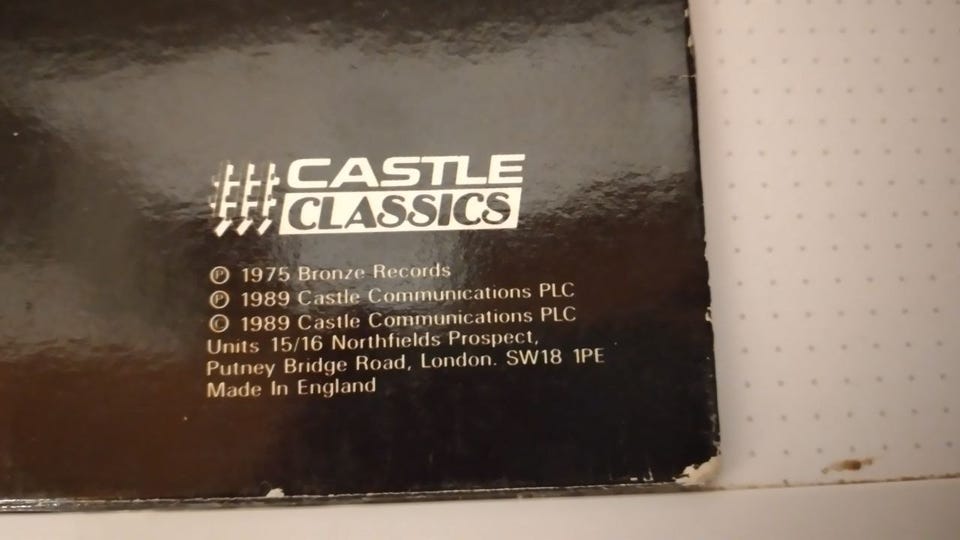 CASTLE
CLASSICS
℗ 1975 Bronze Records
℗ 1989 Castle Communications PLC
© 1989 Castle Communications PLC
Units 15/16 Northfields Prospect,
Putney Bridge Road, London. SW18 1PE
Made In England